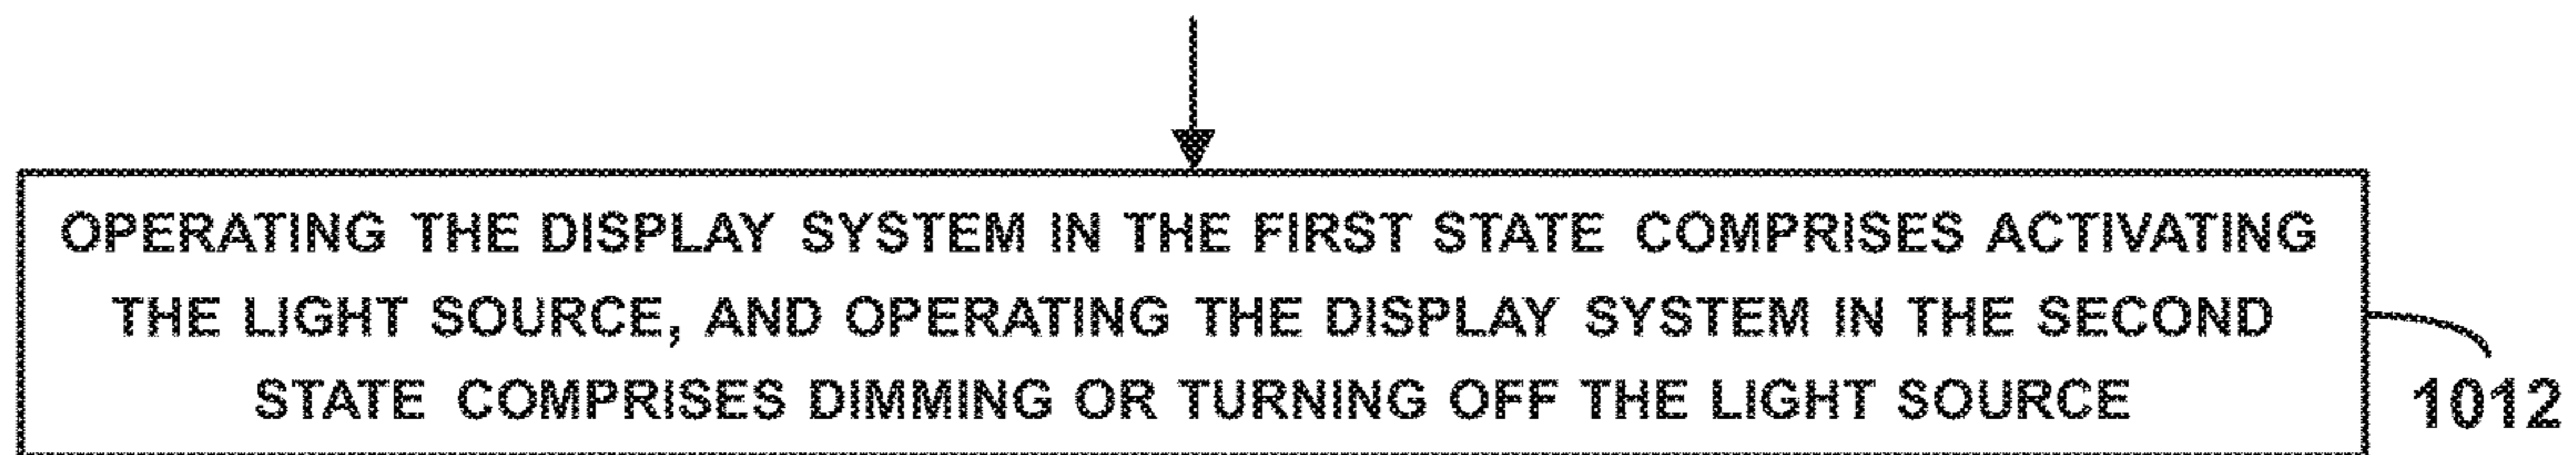 OPERATING THE DISPLAY SYSTEM IN THE FIRST STATE COMPRISES ACTIVATING
THE LIGHT SOURCE, AND OPERATING THE DISPLAY SYSTEM IN THE SECOND
STATE COMPRISES DIMMING OR TURNING OFF THE LIGHT SOURCE
1012